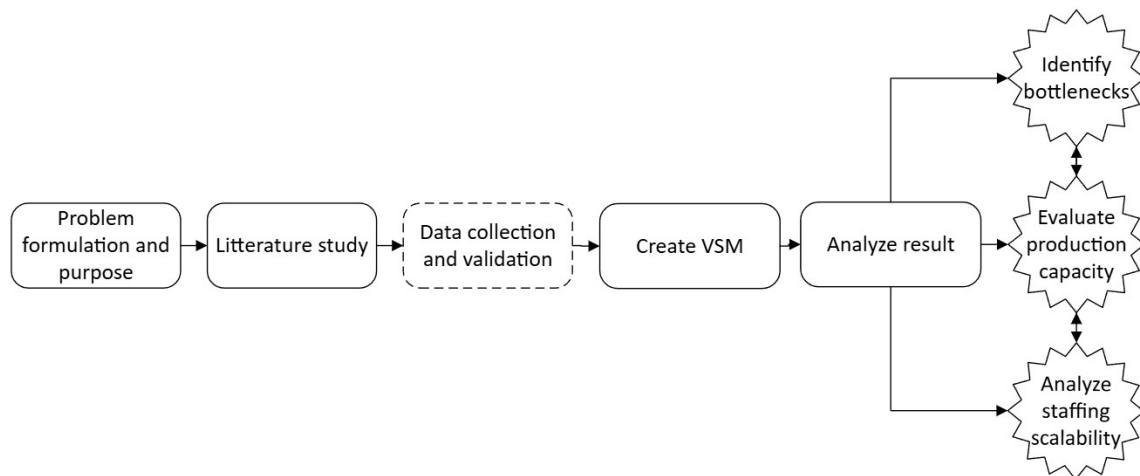 Problem
formulation and
purpose
Litterature study
Data collection
and validation
Create VSM
Analyze result
Identify
bottlenecks
Evaluate
production
capacity
Analyze
staffing
scalability